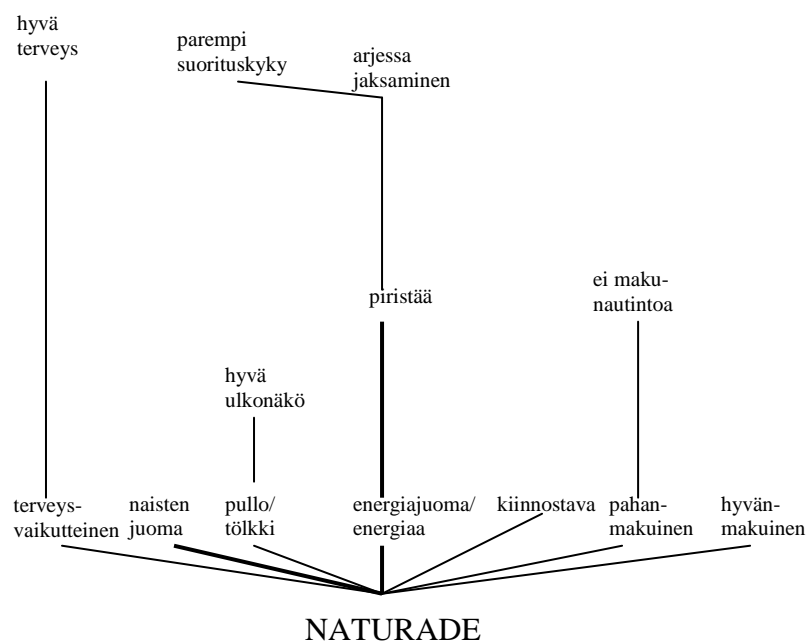 hyvä
terveys
parempi
suorituskyky
arjessa
jaksaminen
piristää
ei maku-
nautintoa
hyvä
ulkonäkö
terveys-
vaikutteinen
naisten
juoma
pullo/
tölkki
energiajuoma/
energiaa
kiinnostava
pahan-
makuinen
hyvän-
makuinen
NATURADE